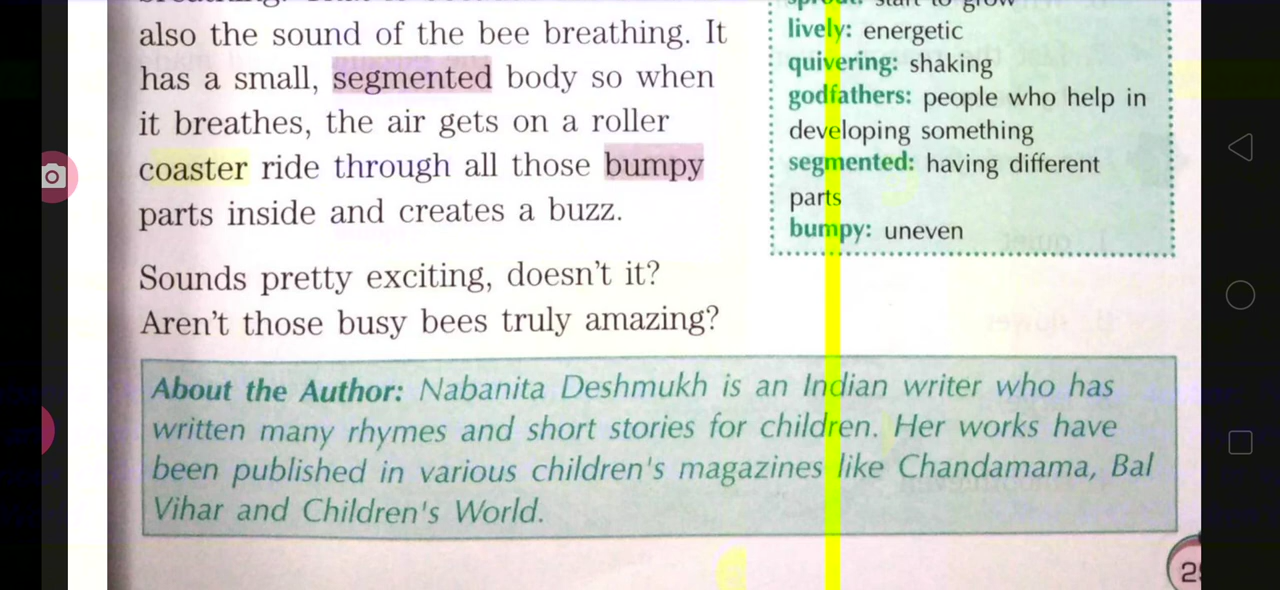 also the sound of the bee breathing. It
has a small, segmented body so when
it breathes, the air gets on a roller
coaster ride through all those bumpy
parts inside and creates a buzz.
Sounds pretty exciting, doesn't it?
Aren't those busy bees truly amazing?
sprout: start to grow
lively: energetic
quivering: shaking
godfathers: people who help in
developing something
segmented: having different
parts
bumpy: uneven
About the Author: Nabanita Deshmukh is an Indian writer who has
written many rhymes and short stories for children. Her works have
been published in various children's magazines like Chandamama, Bal
Vihar and Children's World.